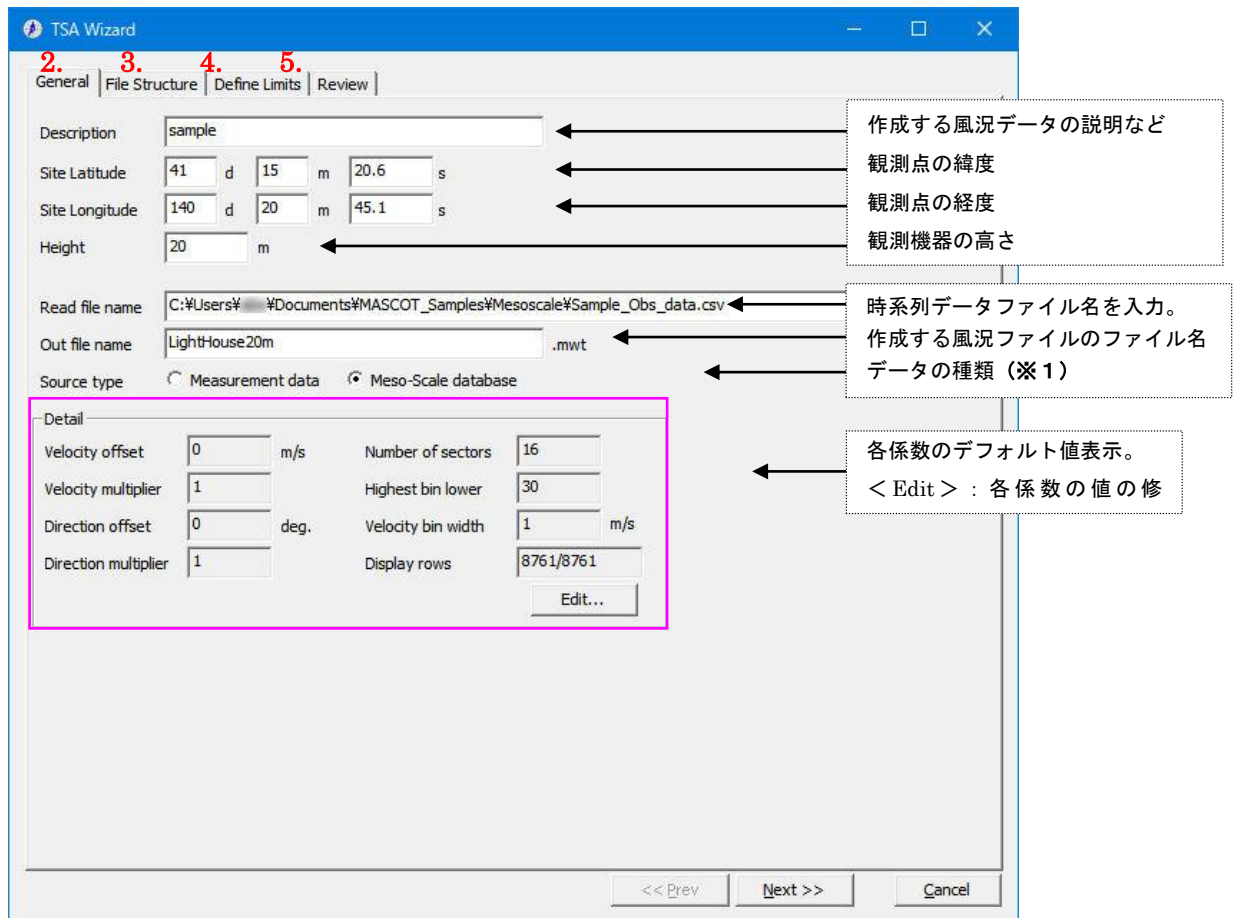 TSA Wizard
2. 3. 4. 5.
General File Structure Define Limits Review
Description sample
作成する風況データの説明など
Site Latitude 41 d 15 m 20.6 s
観測点の緯度
Site Longitude 140 d 20 m 45.1 s
観測点の経度
Height 20 m
観測機器の高さ
Read file name C:¥Users¥ ¥Documents¥MASCOT_Samples¥Mesoscale¥Sample_Obs_data.csv
時系列データファイル名を入力。
Out file name LightHouse20m .mwt
作成する風況ファイルのファイル名
Source type Measurement data Meso-Scale database
データの種類（※１）
Detail
Velocity offset 0 m/s Number of sectors 16
各係数のデフォルト値表示。
Velocity multiplier 1 Highest bin lower 30
＜Edit＞：各係数の値の修
Direction offset 0 deg. Velocity bin width 1 m/s
Direction multiplier 1 Display rows 8761/8761
Edit...
<< Prev Next >> Cancel